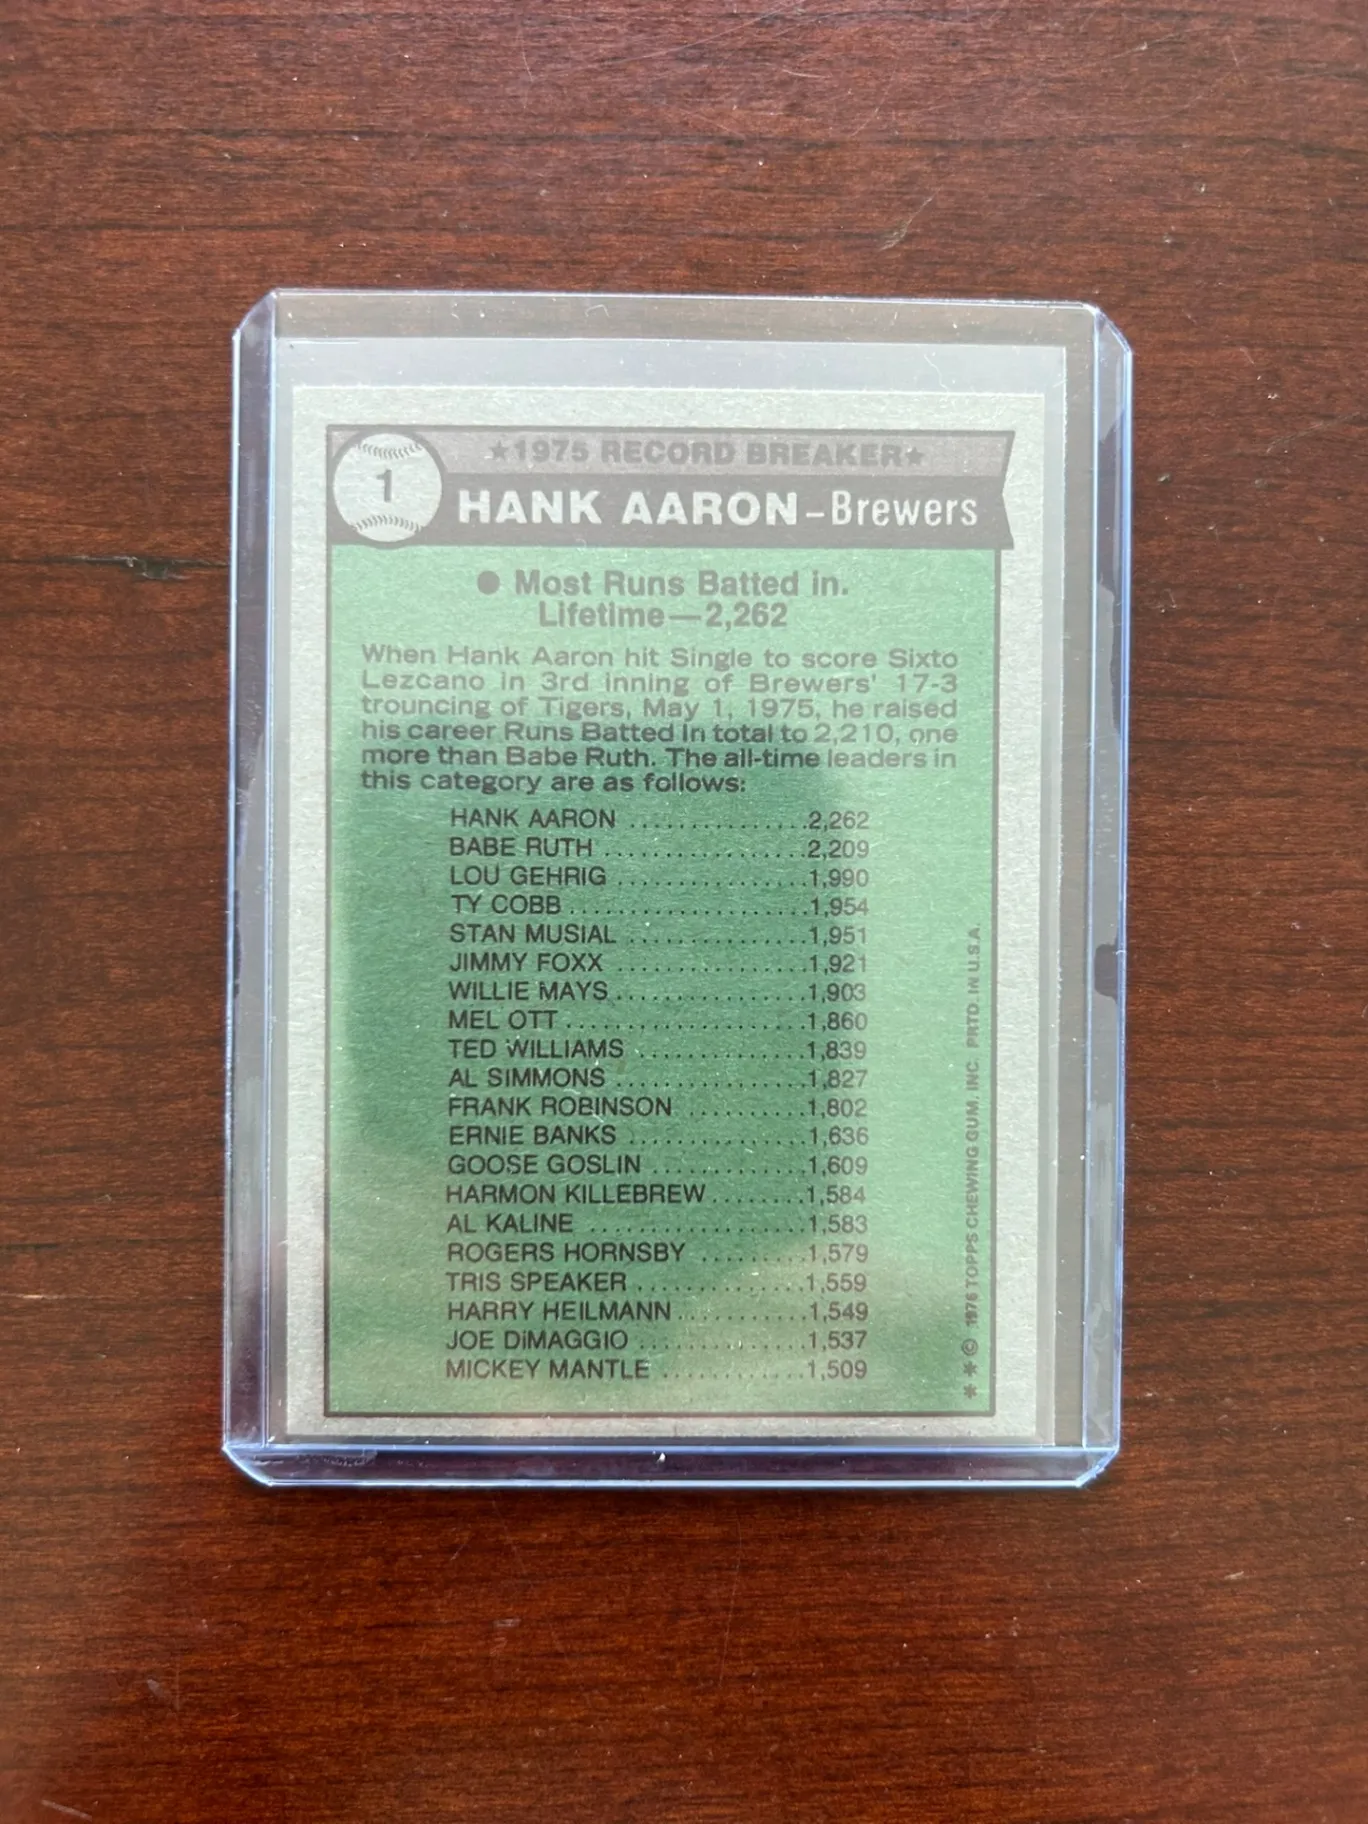 1
★1975 RECORD BREAKER★
HANK AARON–Brewers
● Most Runs Batted in.
Lifetime—2,262
When Hank Aaron hit Single to score Sixto
Lezcano in 3rd inning of Brewers' 17-3
trouncing of Tigers, May 1, 1975, he raised
his career Runs Batted In total to 2,210, one
more than Babe Ruth. The all-time leaders in
this category are as follows:
HANK AARON ...............2,262
BABE RUTH .................2,209
LOU GEHRIG ................1,990
TY COBB ....................1,954
STAN MUSIAL ...............1,951
JIMMY FOXX ................1,921
WILLIE MAYS ................1,903
MEL OTT ....................1,860
TED WILLIAMS ..............1,839
AL SIMMONS ................1,827
FRANK ROBINSON ..........1,802
ERNIE BANKS ...............1,636
GOOSE GOSLIN .............1,609
HARMON KILLEBREW ........1,584
AL KALINE ..................1,583
ROGERS HORNSBY .........1,579
TRIS SPEAKER ..............1,559
HARRY HEILMANN ...........1,549
JOE DiMAGGIO ..............1,537
MICKEY MANTLE ............1,509
* * © 1976 TOPPS CHEWING GUM, INC. PRTD. IN U.S.A.